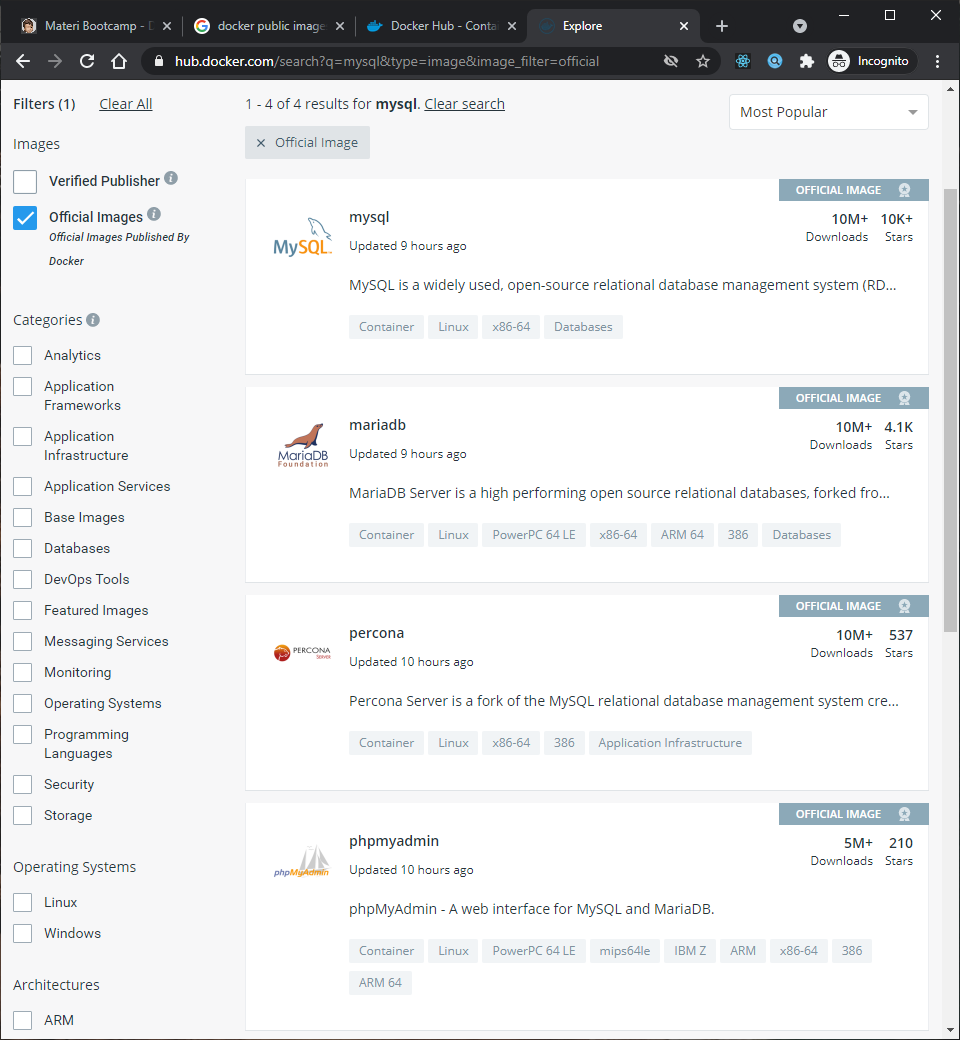 Materi Bootcamp - D
docker public image
Docker Hub - Conta
Explore
hub.docker.com/search?q=mysql&type=image&image_filter=official
Incognito
Filters (1) Clear All
Images
Verified Publisher
Official Images
Official Images Published By
Docker
Categories
Analytics
Application
Frameworks
Application
Infrastructure
Application Services
Base Images
Databases
DevOps Tools
Featured Images
Messaging Services
Monitoring
Operating Systems
Programming
Languages
Security
Storage
Operating Systems
Linux
Windows
Architectures
ARM
1 - 4 of 4 results for mysql. Clear search
Most Popular
Official Image
OFFICIAL IMAGE
MySQL
mysql
10M+ 10K+
Updated 9 hours ago
Downloads Stars
MySQL is a widely used, open-source relational database management system (RD...
Container Linux x86-64 Databases
OFFICIAL IMAGE
MariaDB
Foundation
mariadb
10M+ 4.1K
Updated 9 hours ago
Downloads Stars
MariaDB Server is a high performing open source relational databases, forked fro...
Container Linux PowerPC 64 LE x86-64 ARM 64 386 Databases
OFFICIAL IMAGE
PERCONA
SERVER
percona
10M+ 537
Updated 10 hours ago
Downloads Stars
Percona Server is a fork of the MySQL relational database management system cre...
Container Linux x86-64 386 Application Infrastructure
OFFICIAL IMAGE
phpMyAdmin
phpmyadmin
5M+ 210
Updated 10 hours ago
Downloads Stars
phpMyAdmin - A web interface for MySQL and MariaDB.
Container Linux PowerPC 64 LE mips64le IBM Z ARM x86-64 386
ARM 64